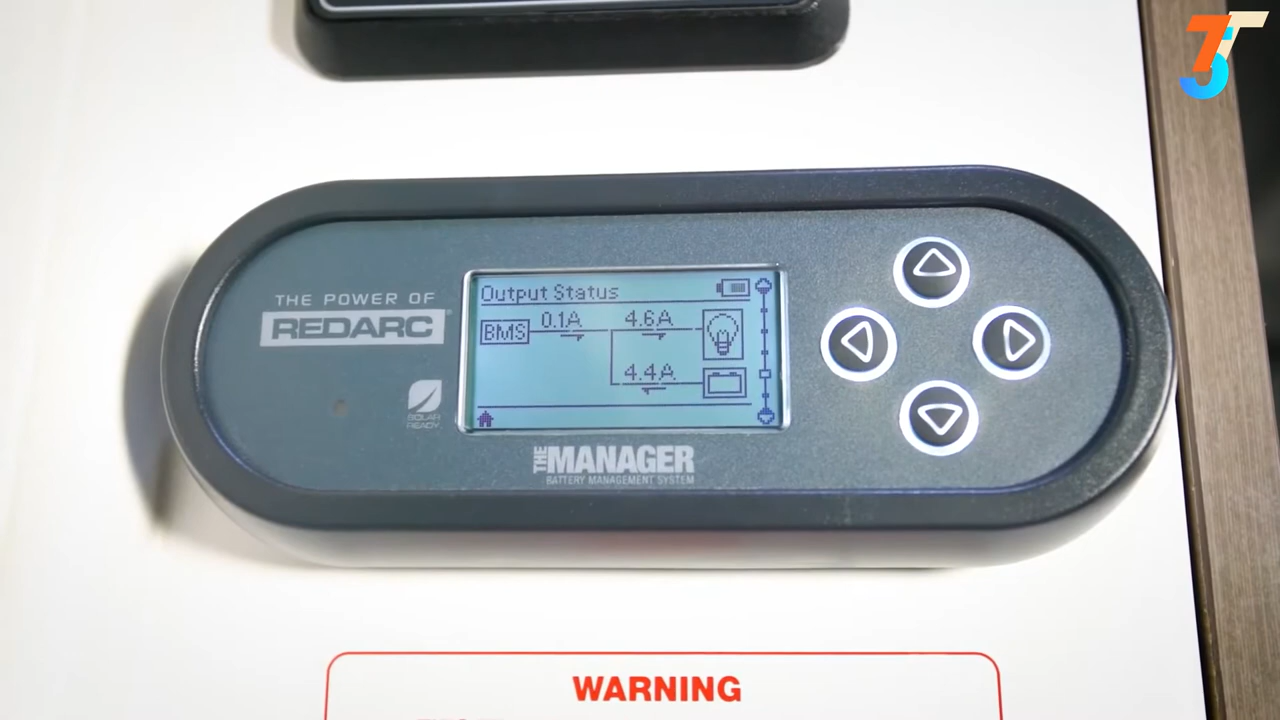 THE POWER OF
REDARC
SOLAR
READY
Output Status
BMS 0.1A 4.6A
4.4A
THE MANAGER
BATTERY MANAGEMENT SYSTEM
WARNING